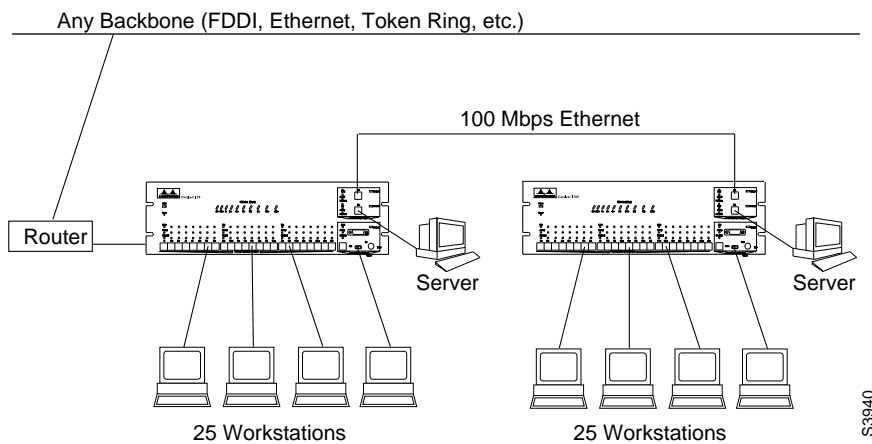 Any Backbone (FDDI, Ethernet, Token Ring, etc.)
100 Mbps Ethernet
Router
Server
Server
25 Workstations
25 Workstations
S3940